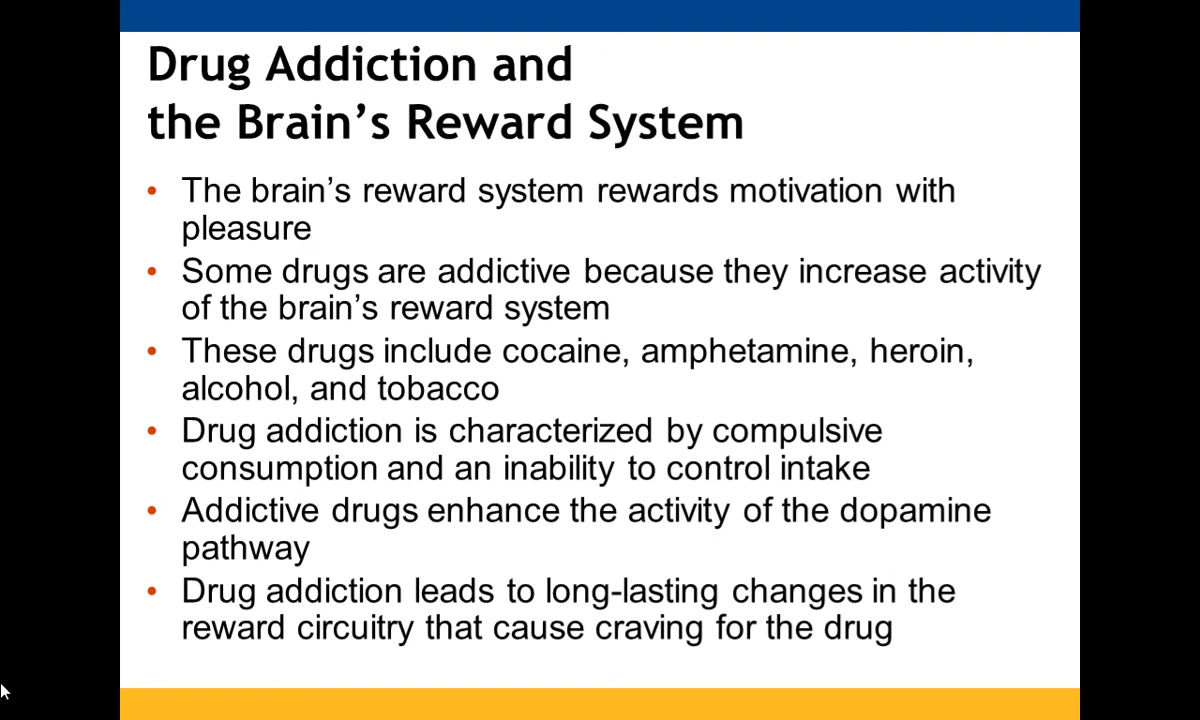 Drug Addiction and
the Brain’s Reward System
• The brain’s reward system rewards motivation with
pleasure
• Some drugs are addictive because they increase activity
of the brain’s reward system
• These drugs include cocaine, amphetamine, heroin,
alcohol, and tobacco
• Drug addiction is characterized by compulsive
consumption and an inability to control intake
• Addictive drugs enhance the activity of the dopamine
pathway
• Drug addiction leads to long-lasting changes in the
reward circuitry that cause craving for the drug